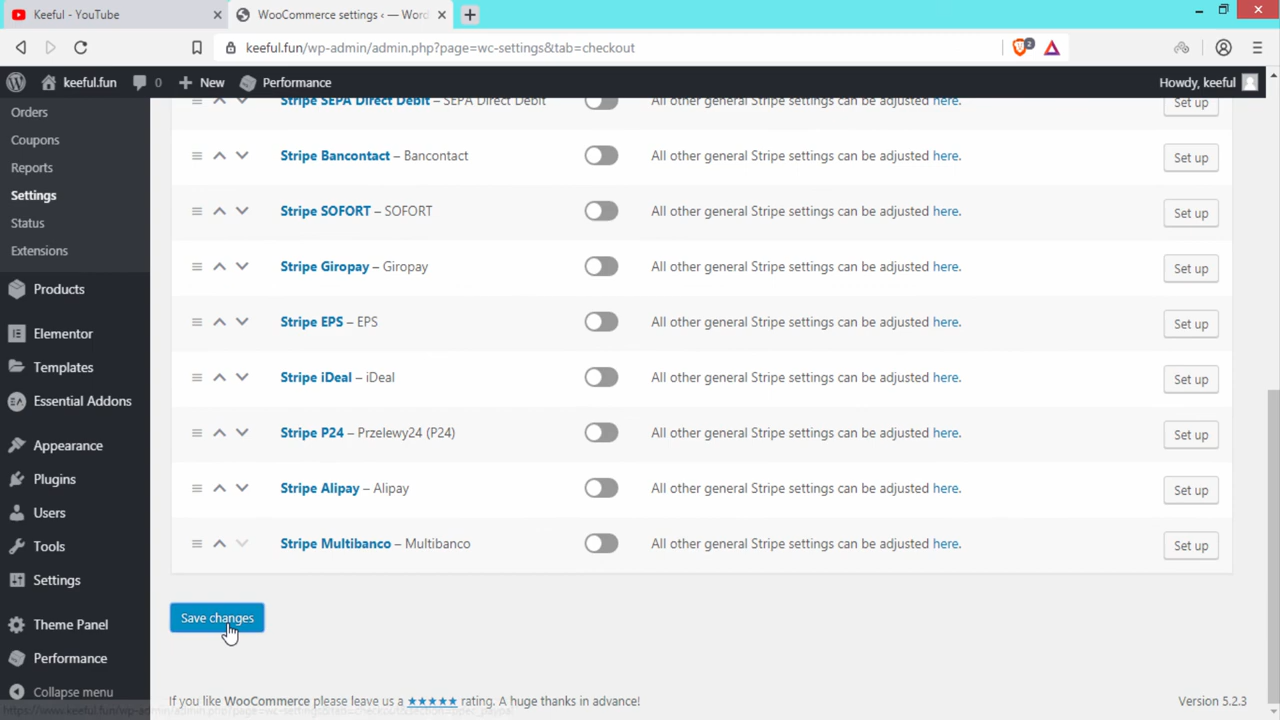 Keeful - YouTube
WooCommerce settings ‹ — Word
keeful.fun/wp-admin/admin.php?page=wc-settings&tab=checkout
2
keeful.fun 0 New Performance Howdy, keeful
Orders
Coupons
Reports
Settings
Status
Extensions
Products
Elementor
Templates
Essential Addons
Appearance
Plugins
Users
Tools
Settings
Theme Panel
Performance
Collapse menu
Stripe SEPA Direct Debit – SEPA Direct Debit All other general Stripe settings can be adjusted here. Set up
Stripe Bancontact – Bancontact All other general Stripe settings can be adjusted here. Set up
Stripe SOFORT – SOFORT All other general Stripe settings can be adjusted here. Set up
Stripe Giropay – Giropay All other general Stripe settings can be adjusted here. Set up
Stripe EPS – EPS All other general Stripe settings can be adjusted here. Set up
Stripe iDeal – iDeal All other general Stripe settings can be adjusted here. Set up
Stripe P24 – Przelewy24 (P24) All other general Stripe settings can be adjusted here. Set up
Stripe Alipay – Alipay All other general Stripe settings can be adjusted here. Set up
Stripe Multibanco – Multibanco All other general Stripe settings can be adjusted here. Set up
Save changes
If you like WooCommerce please leave us a ★★★★★ rating. A huge thanks in advance! Version 5.2.3